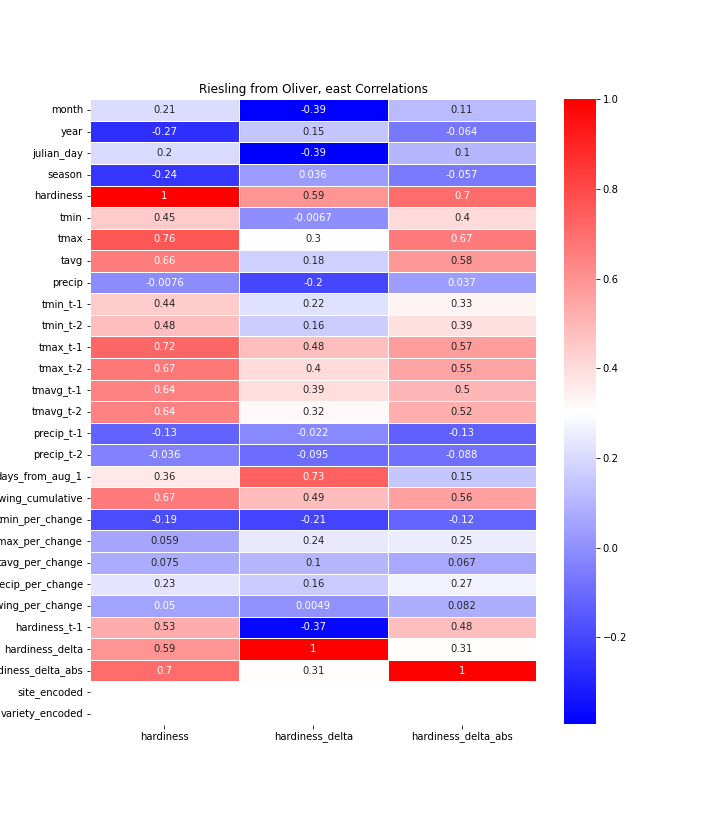 Riesling from Oliver, east Correlations
month 0.21 -0.39 0.11
year -0.27 0.15 -0.064
julian_day 0.2 -0.39 0.1
season -0.24 0.036 -0.057
hardiness 1 0.59 0.7
tmin 0.45 -0.0067 0.4
tmax 0.76 0.3 0.67
tavg 0.66 0.18 0.58
precip -0.0076 -0.2 0.037
tmin_t-1 0.44 0.22 0.33
tmin_t-2 0.48 0.16 0.39
tmax_t-1 0.72 0.48 0.57
tmax_t-2 0.67 0.4 0.55
tmavg_t-1 0.64 0.39 0.5
tmavg_t-2 0.64 0.32 0.52
precip_t-1 -0.13 -0.022 -0.13
precip_t-2 -0.036 -0.095 -0.088
days_from_aug_1 0.36 0.73 0.15
wing_cumulative 0.67 0.49 0.56
tmin_per_change -0.19 -0.21 -0.12
max_per_change 0.059 0.24 0.25
tavg_per_change 0.075 0.1 0.067
ecip_per_change 0.23 0.16 0.27
wing_per_change 0.05 0.0049 0.082
hardiness_t-1 0.53 -0.37 0.48
hardiness_delta 0.59 1 0.31
diness_delta_abs 0.7 0.31 1
site_encoded
variety_encoded
hardiness hardiness_delta hardiness_delta_abs
1.0
0.8
0.6
0.4
0.2
0.0
−0.2